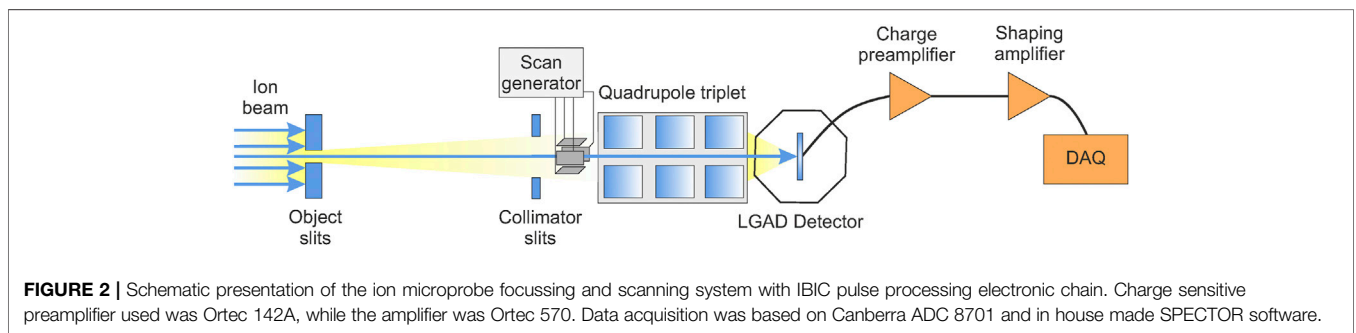 Ion
beam
Object
slits
Scan
generator
Collimator
slits
Quadrupole triplet
LGAD Detector
Charge
preamplifier
Shaping
amplifier
DAQ
FIGURE 2 | Schematic presentation of the ion microprobe focussing and scanning system with IBIC pulse processing electronic chain. Charge sensitive
preamplifier used was Ortec 142A, while the amplifier was Ortec 570. Data acquisition was based on Canberra ADC 8701 and in house made SPECTOR software.